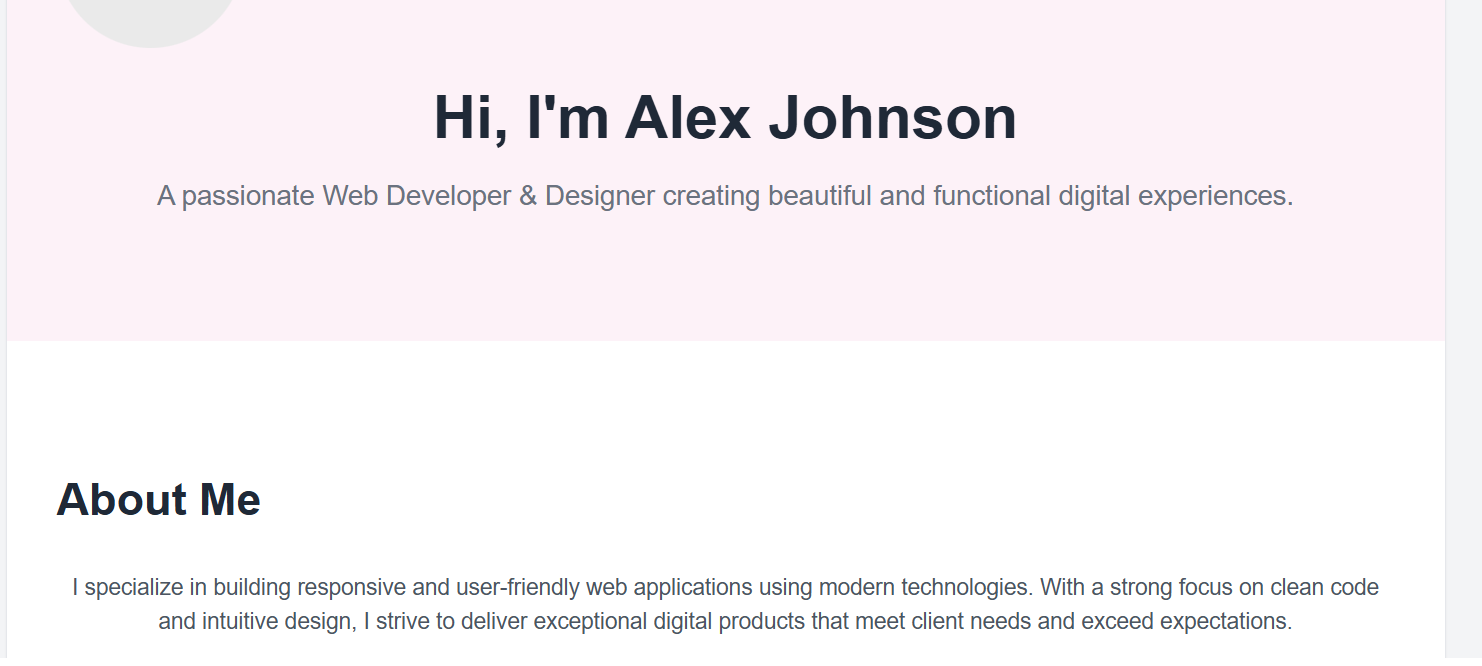 Hi, I'm Alex Johnson
A passionate Web Developer & Designer creating beautiful and functional digital experiences.
About Me
I specialize in building responsive and user-friendly web applications using modern technologies. With a strong focus on clean code
and intuitive design, I strive to deliver exceptional digital products that meet client needs and exceed expectations.